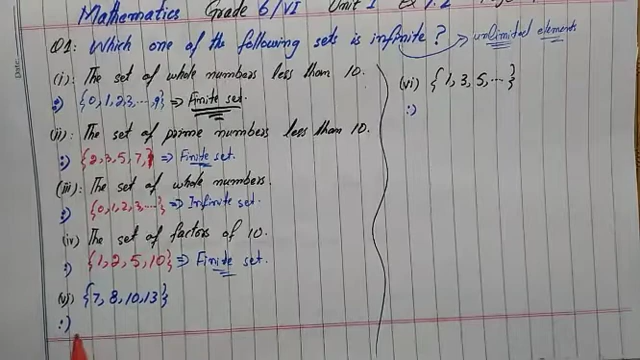 Mathematics Grade 6/VI Unit 1
Q1: Which one of the following sets is infinite? → unlimited elements
(i): The set of whole numbers less than 10.
:) {0,1,2,3,...,9} => Finite set.
(ii): The set of prime numbers less than 10.
:) {2,3,5,7} => Finite set.
(iii): The set of whole numbers.
:) {0,1,2,3,...} => Infinite set.
(iv) The set of factors of 10.
:) {1,2,5,10} => Finite set.
(v) {7,8,10,13}
:)
(vi) {1,3,5,...}
:)